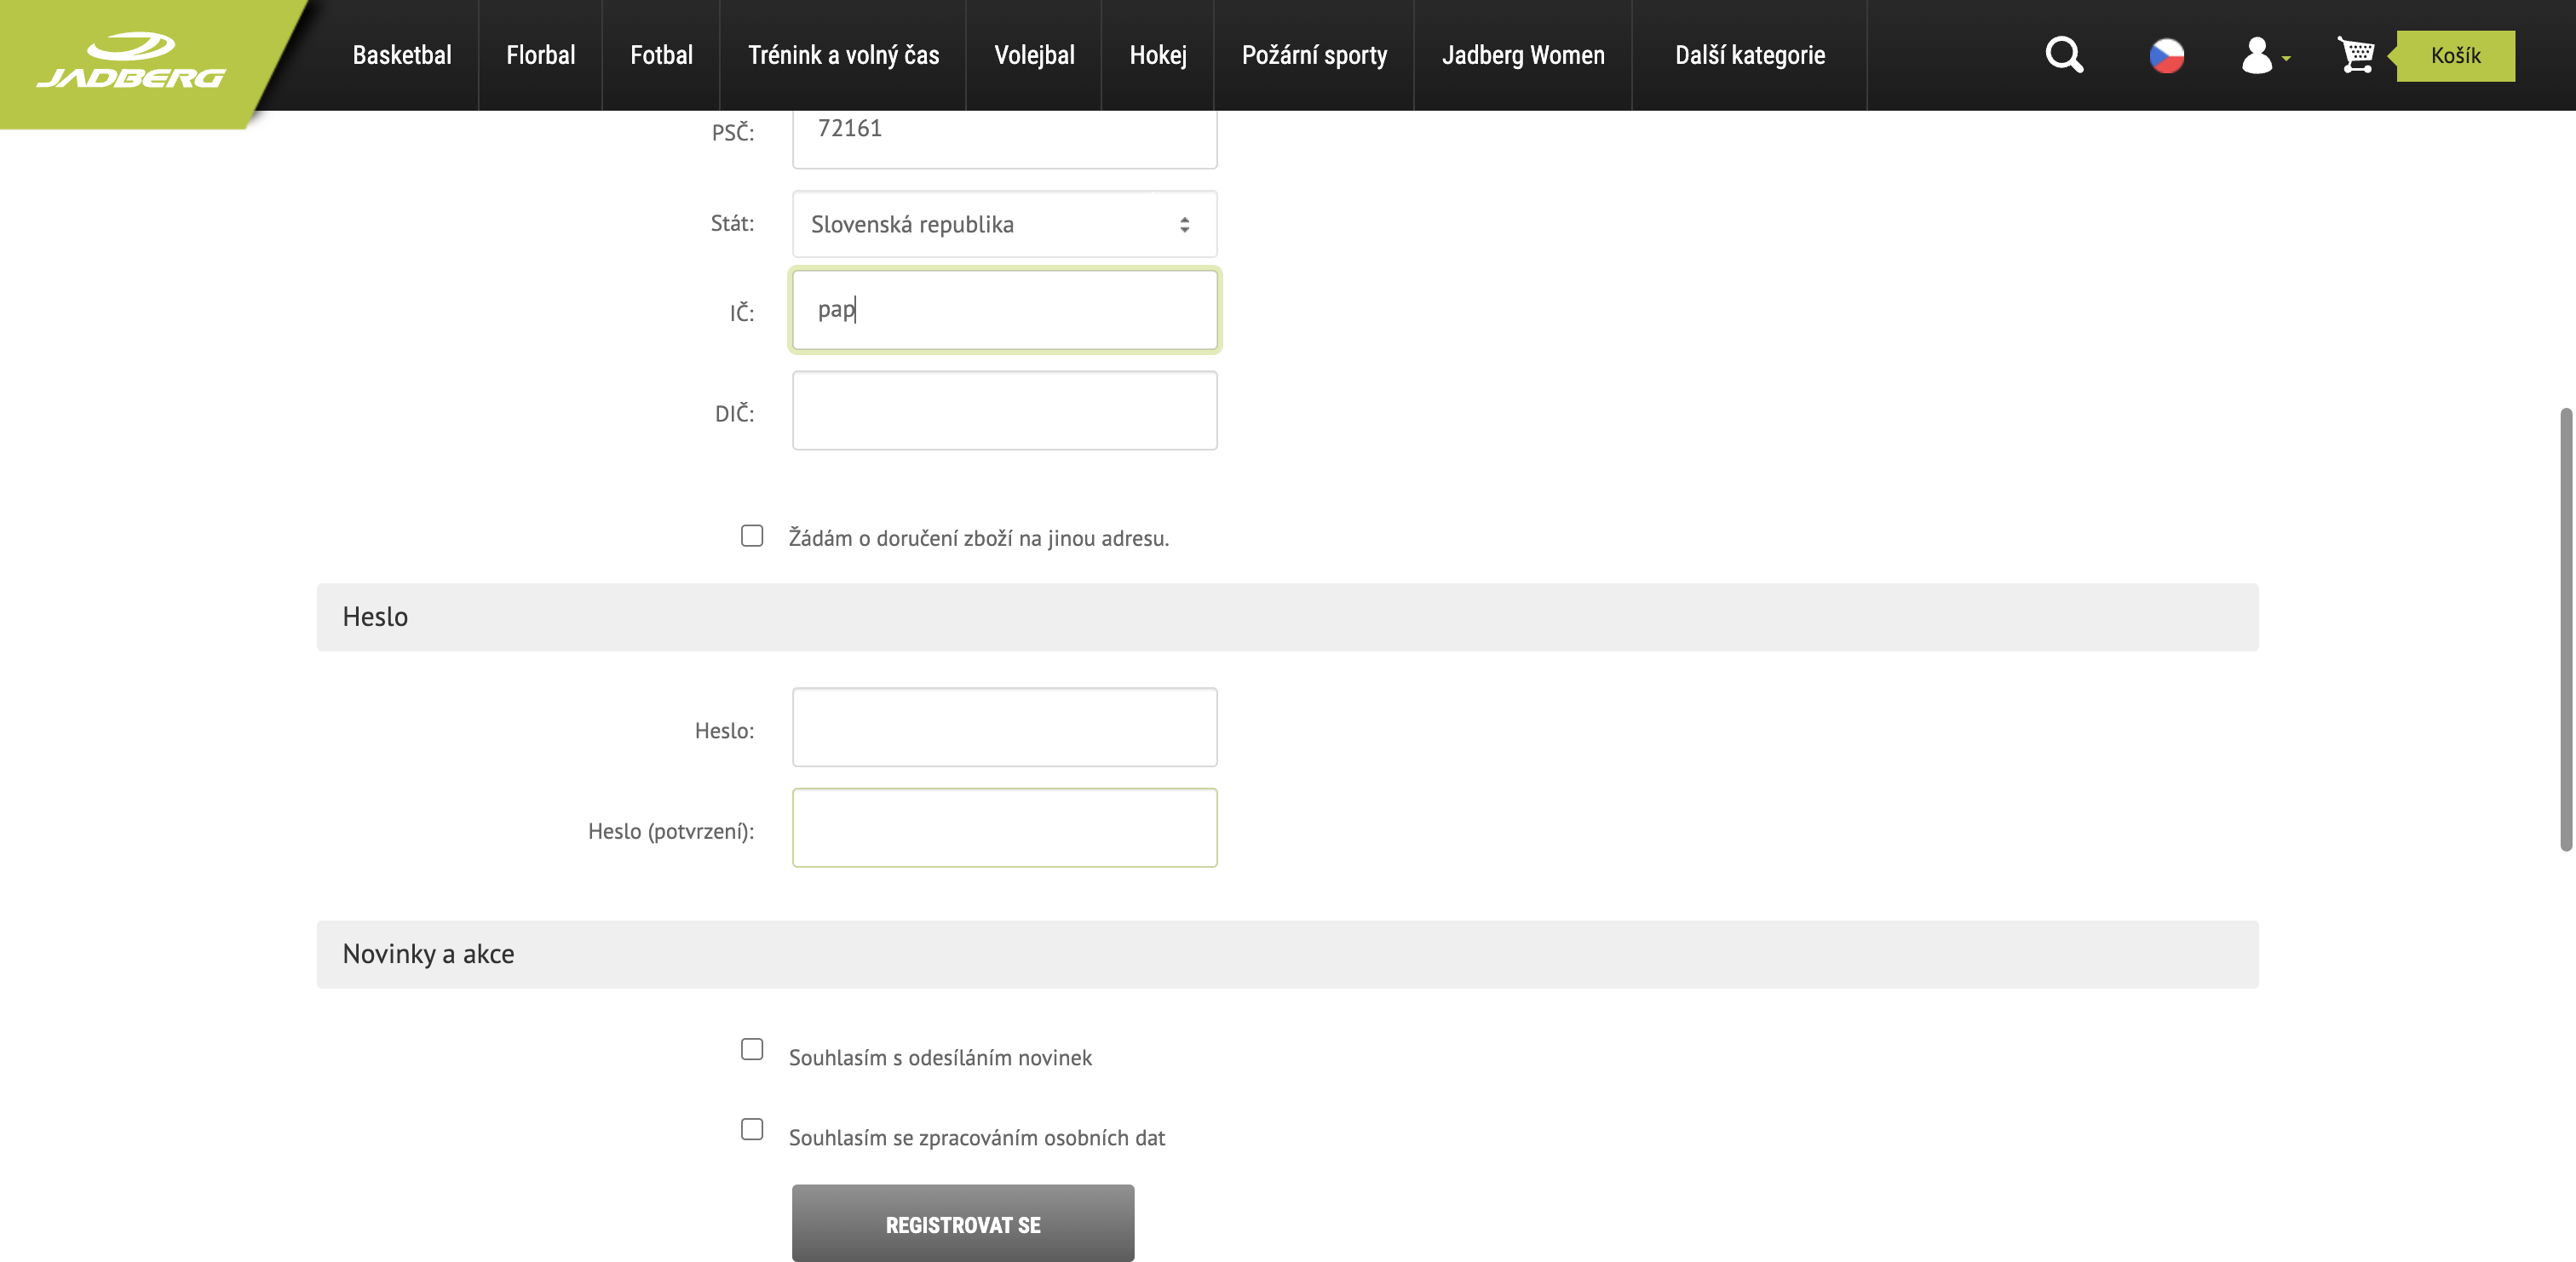 JADBERG
Basketbal
Florbal
Fotbal
Trénink a volný čas
Volejbal
Hokej
Požární sporty
Jadberg Women
Další kategorie
Košík
PSČ:
72161
Stát:
Slovenská republika
IČ:
pap
DIČ:
Žádám o doručení zboží na jinou adresu.
Heslo
Heslo:
Heslo (potvrzení):
Novinky a akce
Souhlasím s odesíláním novinek
Souhlasím se zpracováním osobních dat
REGISTROVAT SE